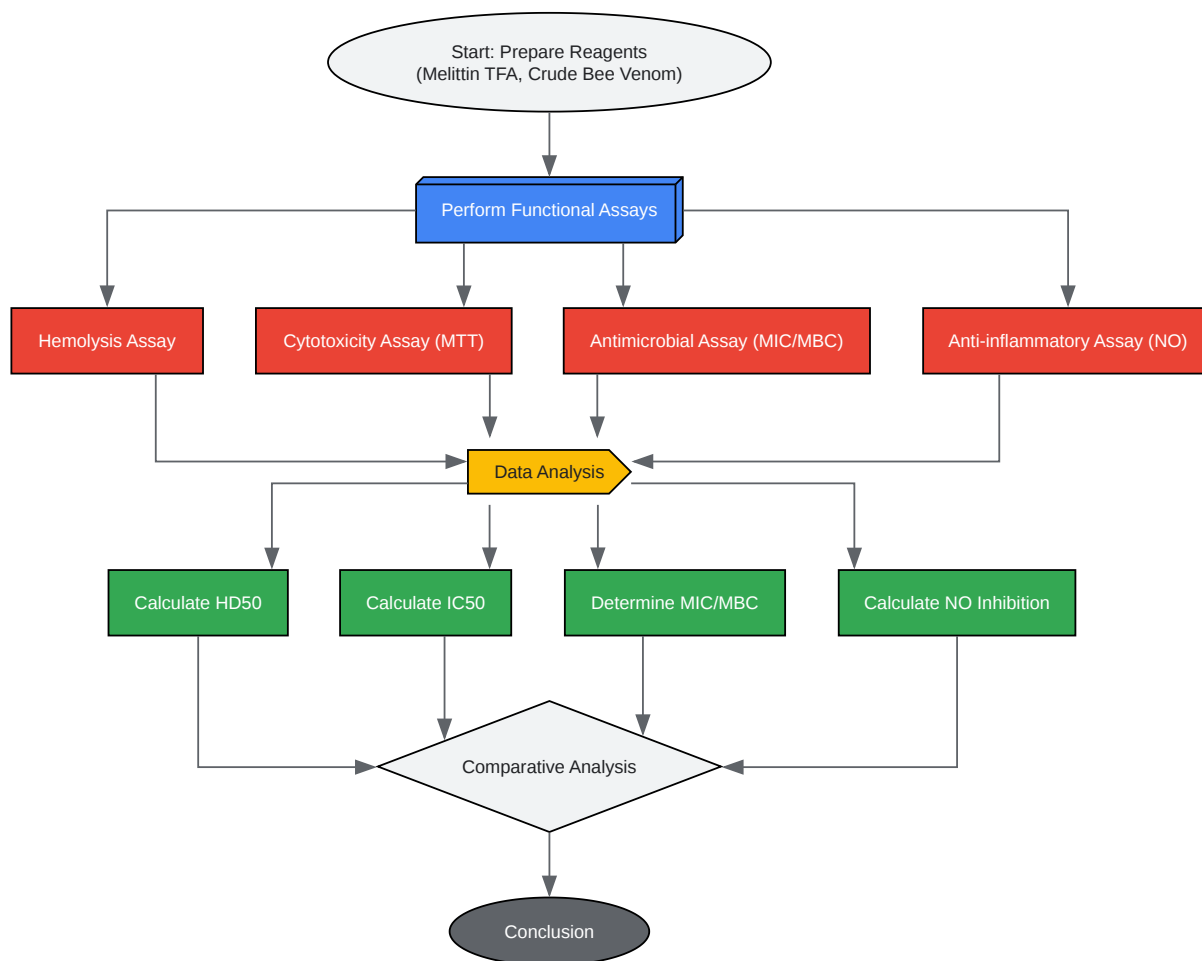 Start: Prepare Reagents
(Melittin TFA, Crude Bee Venom)
Perform Functional Assays
Hemolysis Assay
Cytotoxicity Assay (MTT)
Antimicrobial Assay (MIC/MBC)
Anti-inflammatory Assay (NO)
Data Analysis
Calculate HD50
Calculate IC50
Determine MIC/MBC
Calculate NO Inhibition
Comparative Analysis
Conclusion